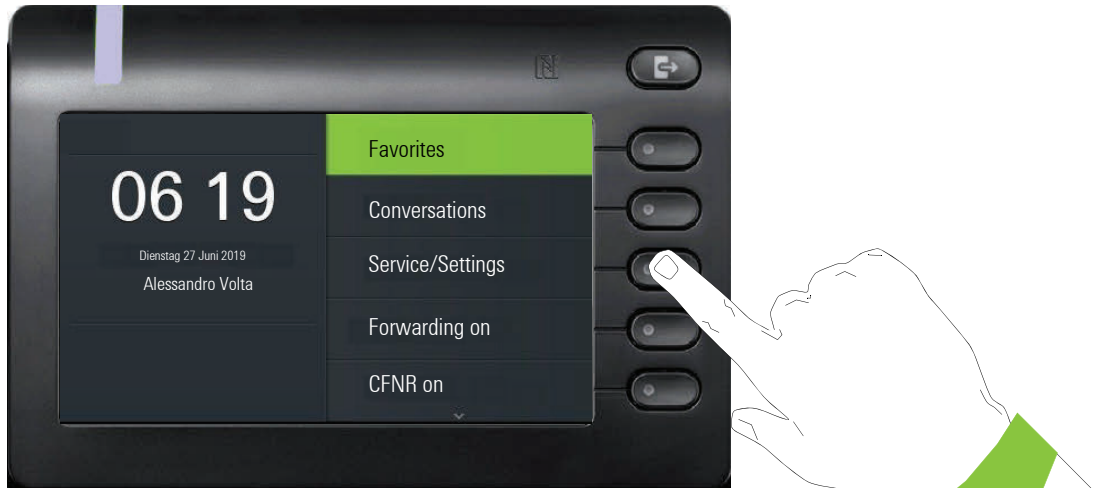 06 19
Dienstag 27 Juni 2019
Alessandro Volta
Favorites
Conversations
Service/Settings
Forwarding on
CFNR on